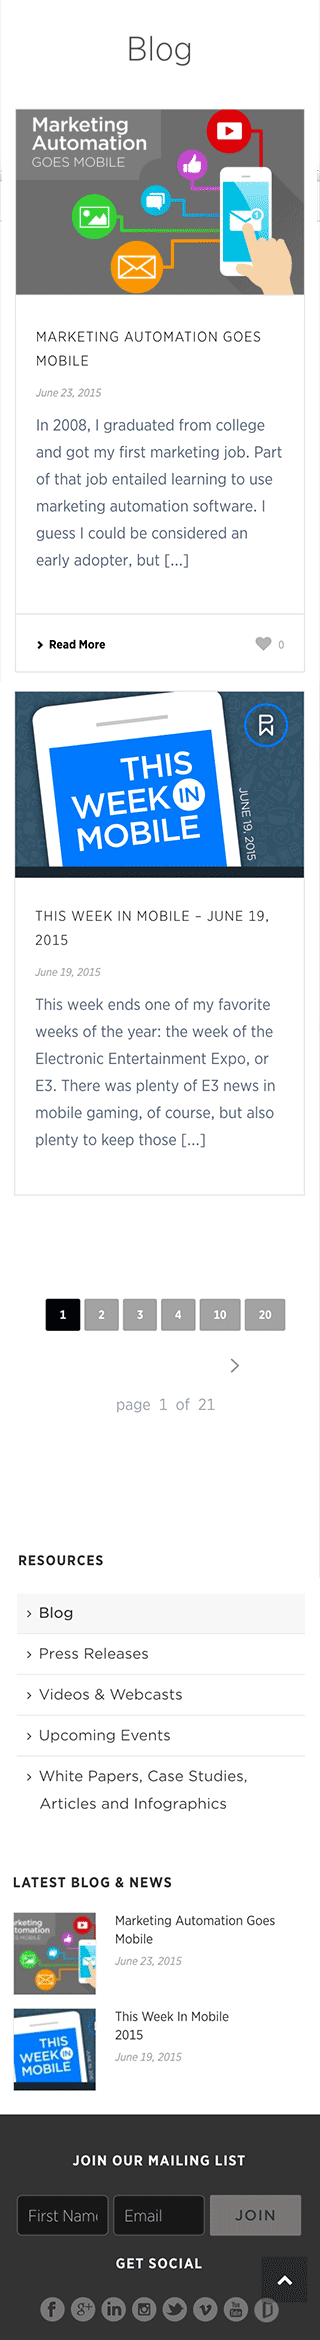 Blog
Marketing
Automation
GOES MOBILE
1
MARKETING AUTOMATION GOES
MOBILE
June 23, 2015
In 2008, I graduated from college
and got my first marketing job. Part
of that job entailed learning to use
marketing automation software. I
guess I could be considered an
early adopter, but [...]
Read More
0
THIS
WEEK IN
MOBILE
JUNE 19, 2015
THIS WEEK IN MOBILE – JUNE 19,
2015
June 19, 2015
This week ends one of my favorite
weeks of the year: the week of the
Electronic Entertainment Expo, or
E3. There was plenty of E3 news in
mobile gaming, of course, but also
plenty to keep those [...]
1 2 3 4 10 20
page 1 of 21
RESOURCES
Blog
Press Releases
Videos & Webcasts
Upcoming Events
White Papers, Case Studies,
Articles and Infographics
LATEST BLOG & NEWS
rketing
tomation
Marketing Automation Goes
Mobile
June 23, 2015
THIS
WEEK IN
MOBILE
This Week In Mobile
2015
June 19, 2015
JOIN OUR MAILING LIST
First Name Email JOIN
GET SOCIAL